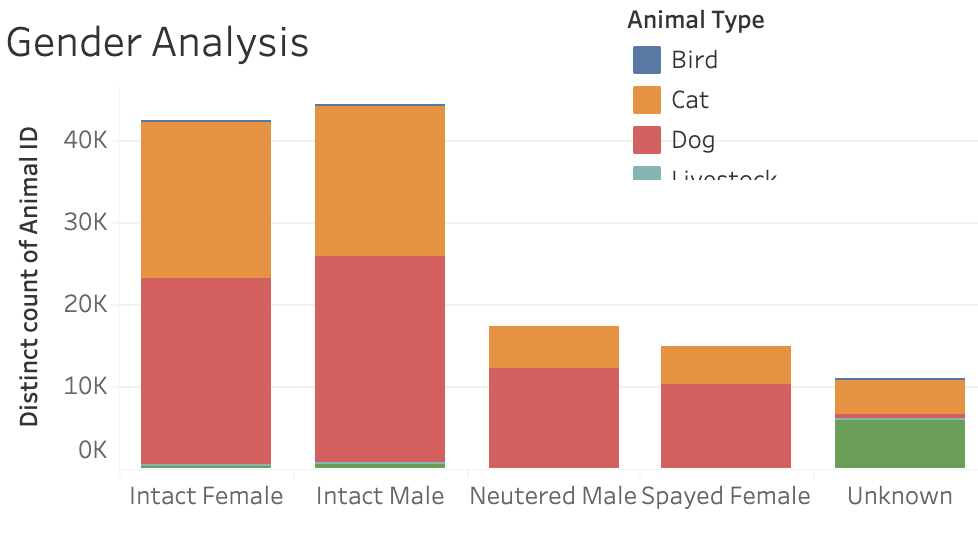 Gender Analysis
Animal Type
Bird
Cat
Dog
Livestock
Distinct count of Animal ID
40K
30K
20K
10K
0K
Intact Female
Intact Male
Neutered Male
Spayed Female
Unknown